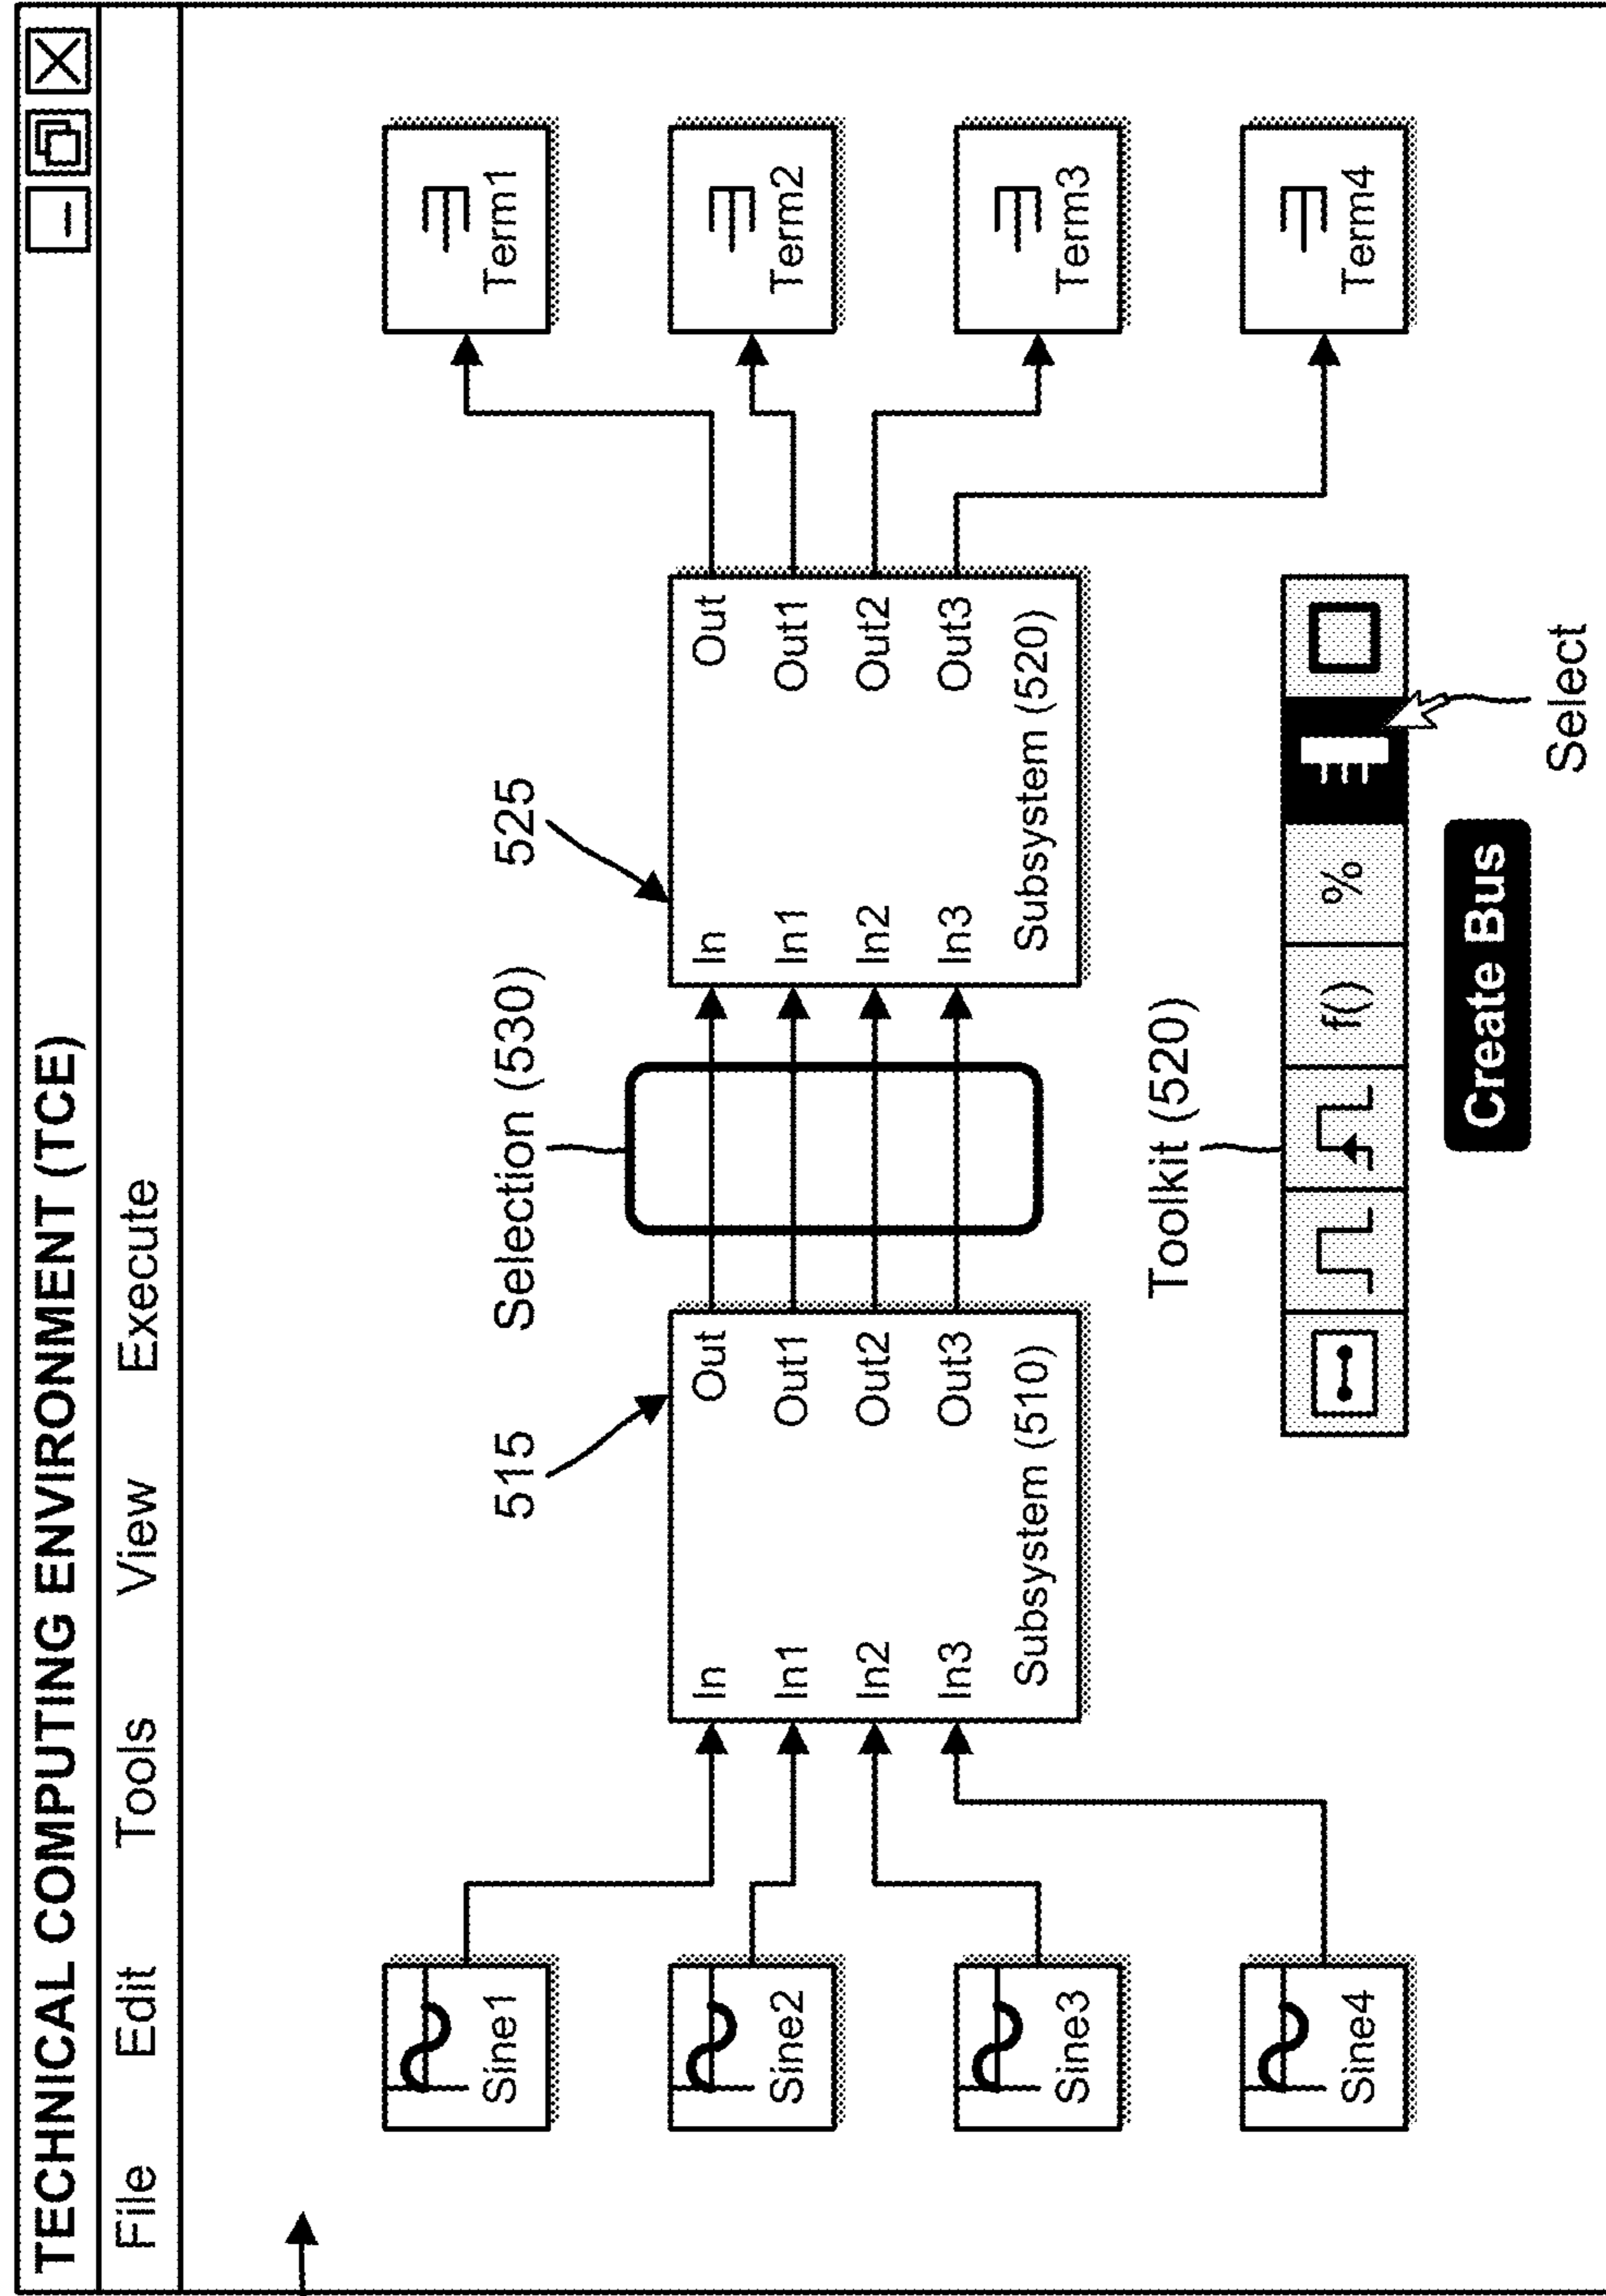 TECHNICAL COMPUTING ENVIRONMENT (TCE)
File Edit Tools View Execute
Sine1
Sine2
Sine3
Sine4
515
In Out
In1 Out1
In2 Out2
In3 Out3
Subsystem (510)
Selection (530)
525
In Out
In1 Out1
In2 Out2
In3 Out3
Subsystem (520)
Term1
Term2
Term3
Term4
Toolkit (520)
f() %
Create Bus
Select